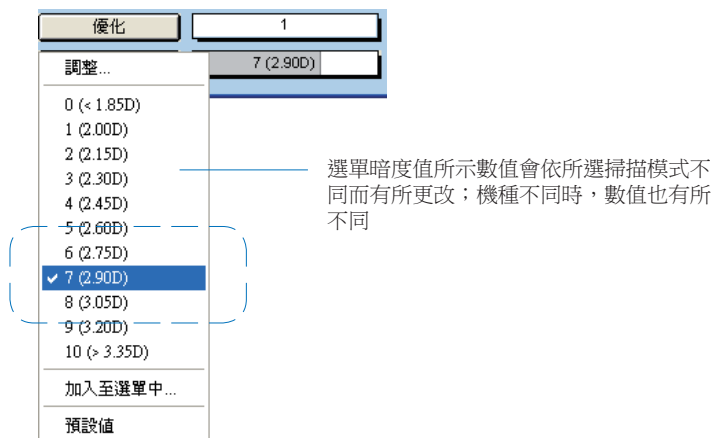 優化
1
7 (2.90D)
調整...
0 (< 1.85D)
1 (2.00D)
2 (2.15D)
3 (2.30D)
4 (2.45D)
5 (2.60D)
6 (2.75D)
✓ 7 (2.90D)
8 (3.05D)
9 (3.20D)
10 (> 3.35D)
加入至選單中...
預設值
選單暗度值所示數值會依所選掃描模式不
同而有所更改；機種不同時，數值也有所
不同